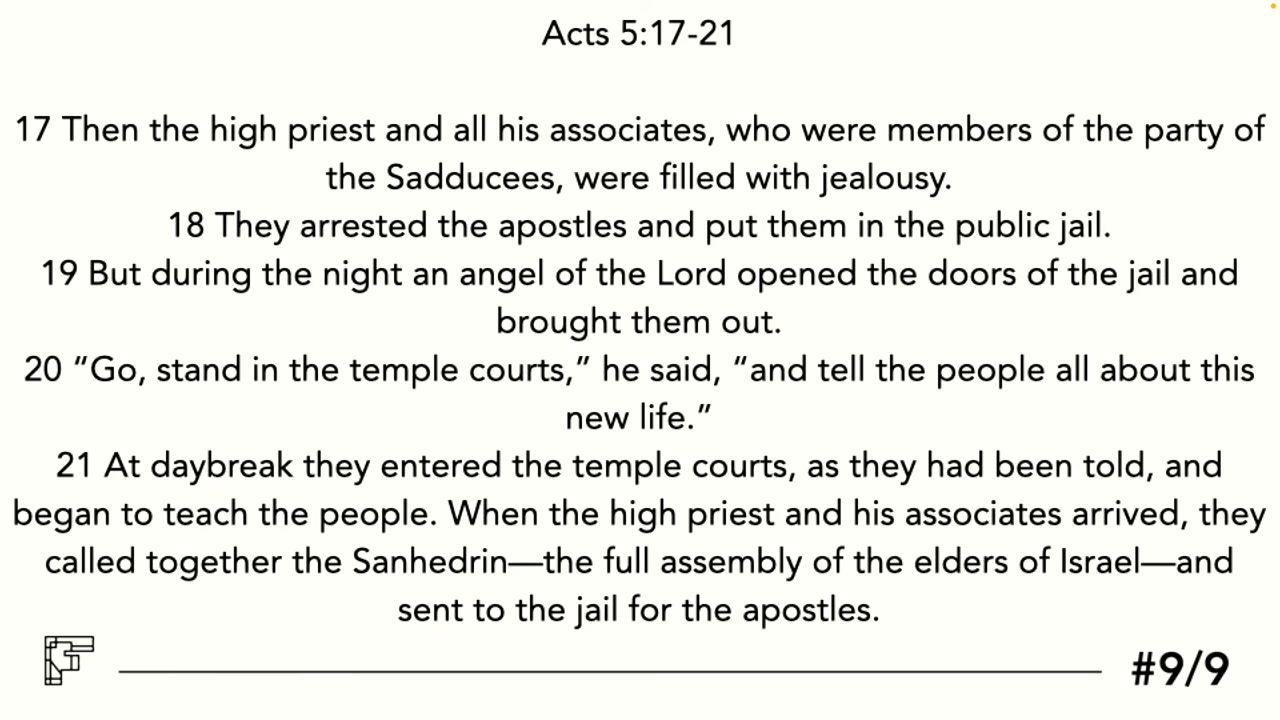 Acts 5:17-21
17 Then the high priest and all his associates, who were members of the party of
the Sadducees, were filled with jealousy.
18 They arrested the apostles and put them in the public jail.
19 But during the night an angel of the Lord opened the doors of the jail and
brought them out.
20 “Go, stand in the temple courts,” he said, “and tell the people all about this
new life.”
21 At daybreak they entered the temple courts, as they had been told, and
began to teach the people. When the high priest and his associates arrived, they
called together the Sanhedrin—the full assembly of the elders of Israel—and
sent to the jail for the apostles.
#9/9